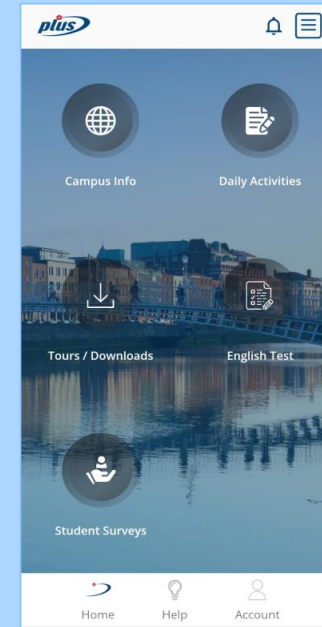 plus
Campus Info
Daily Activities
Tours / Downloads
English Test
Student Surveys
Home
Help
Account